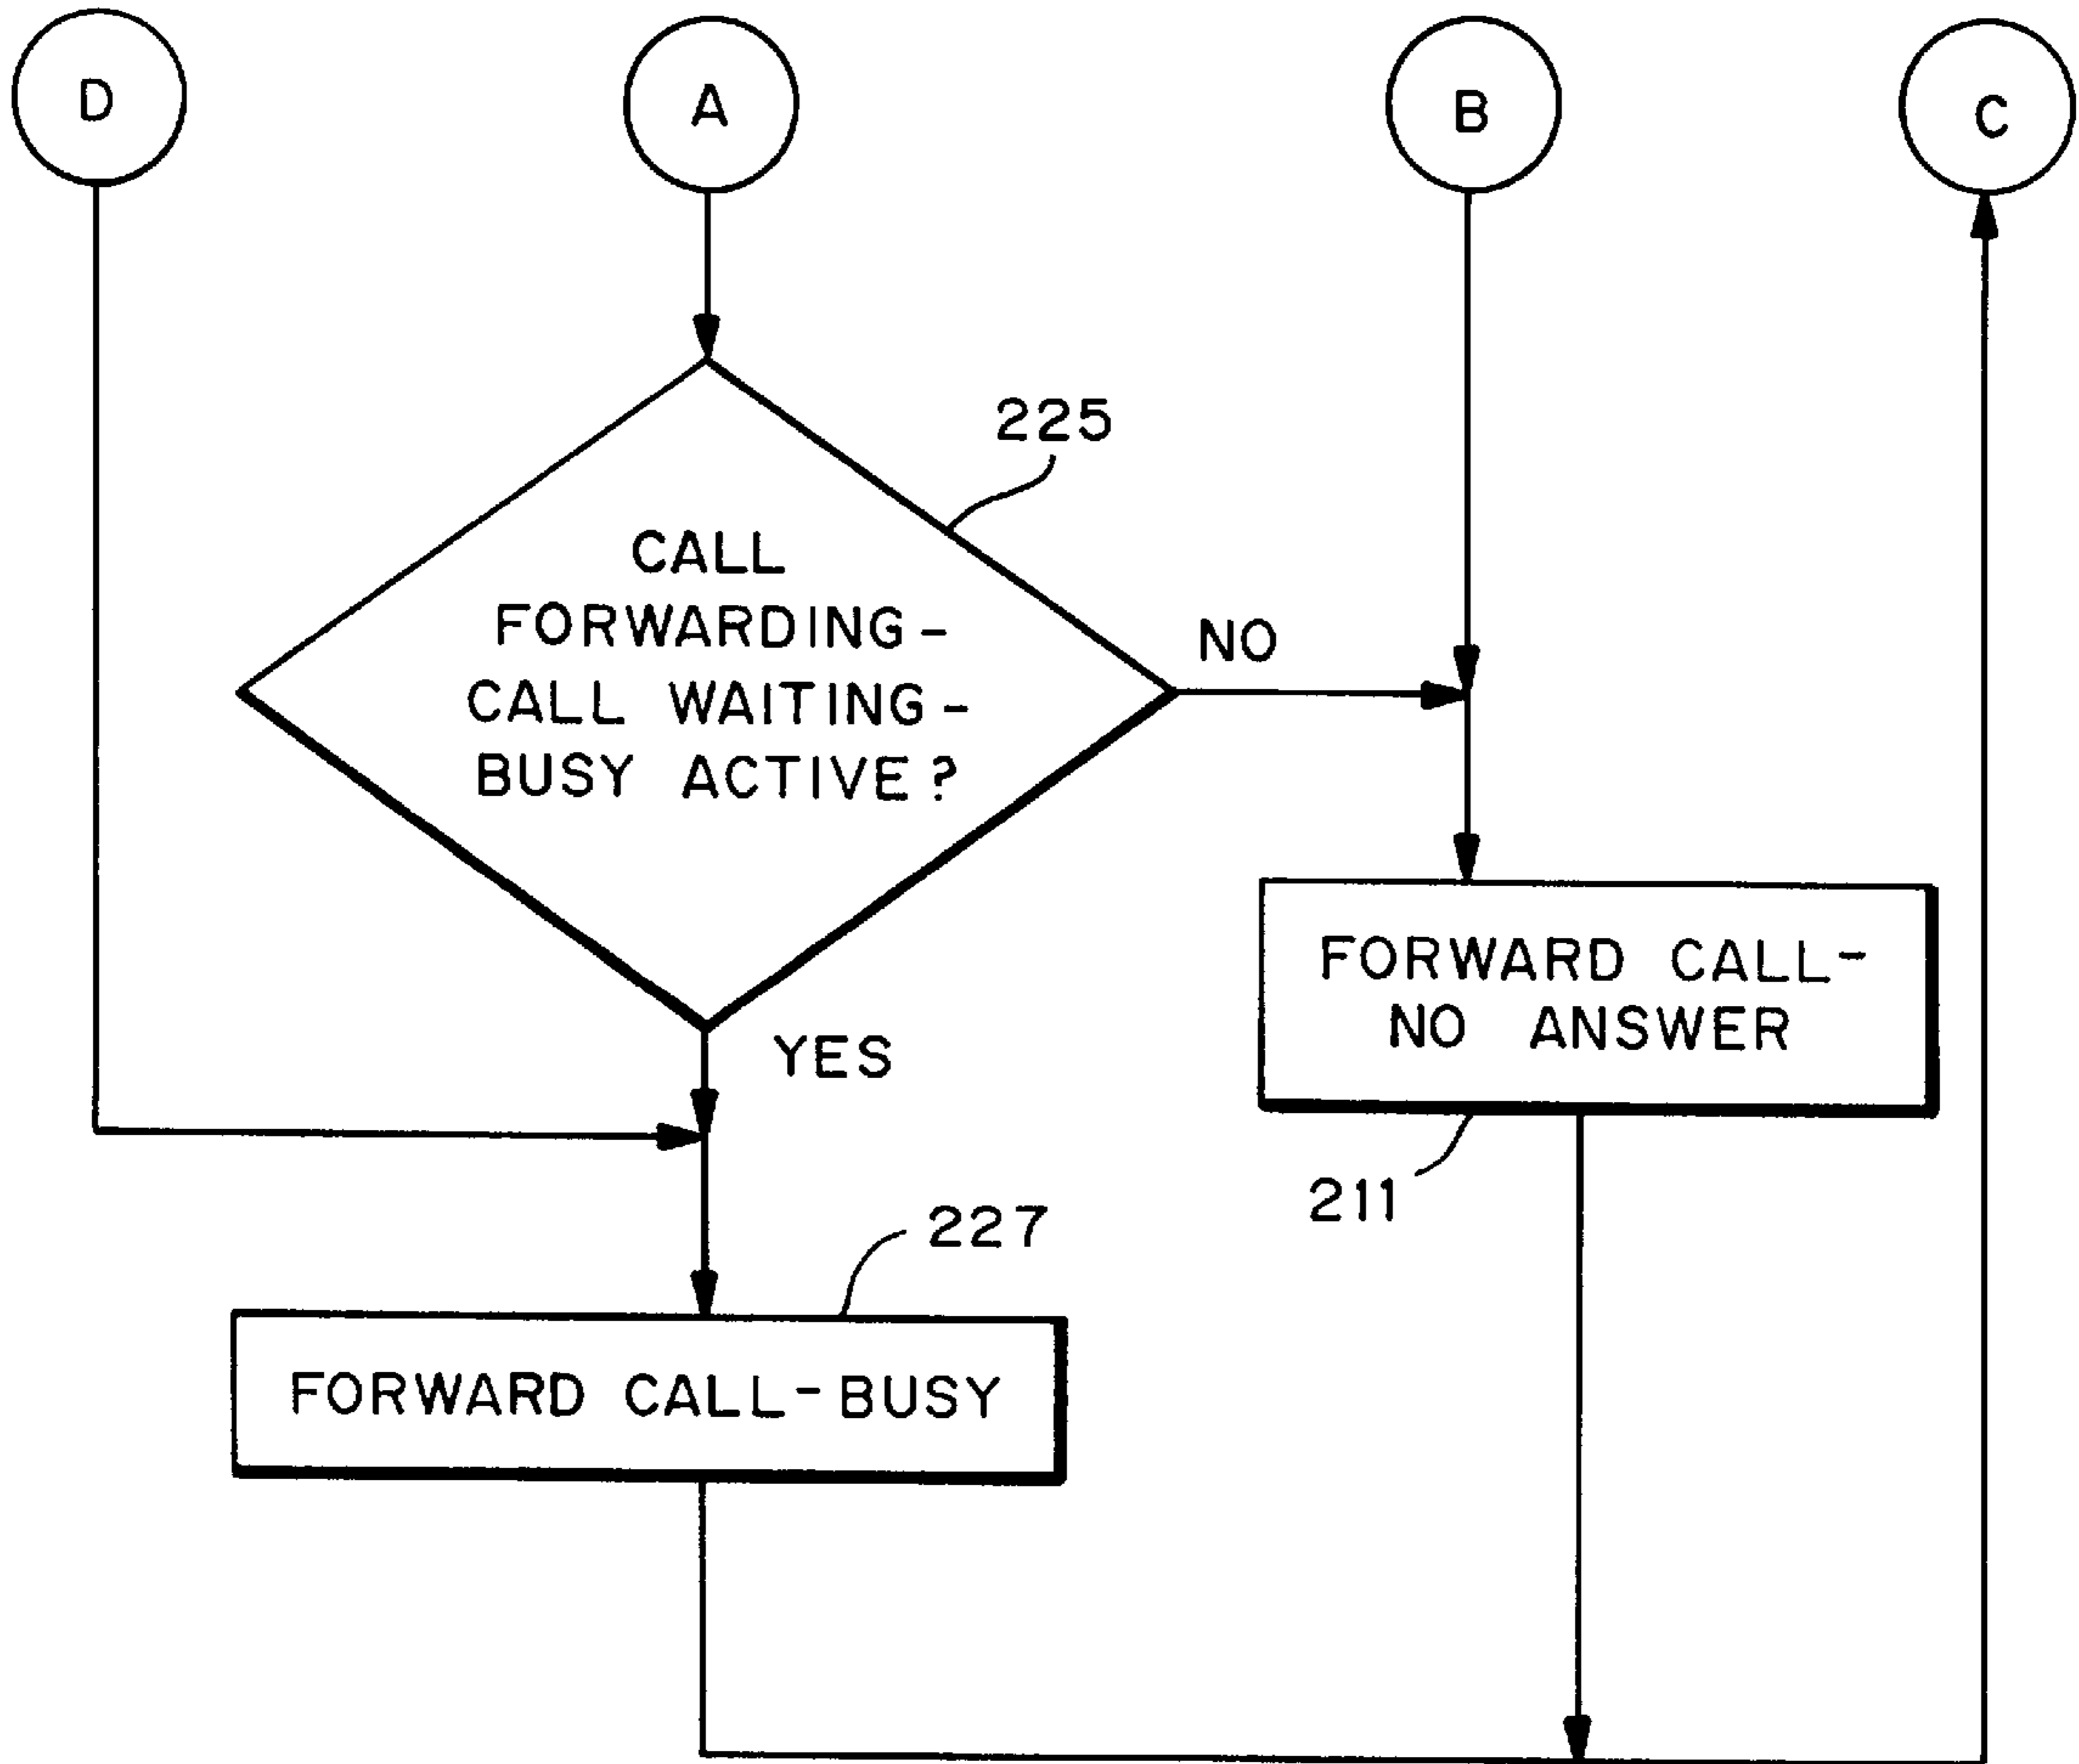 D
A
B
C
225
CALL
FORWARDING-
CALL WAITING-
BUSY ACTIVE?
NO
YES
FORWARD CALL-
NO ANSWER
211
227
FORWARD CALL-BUSY